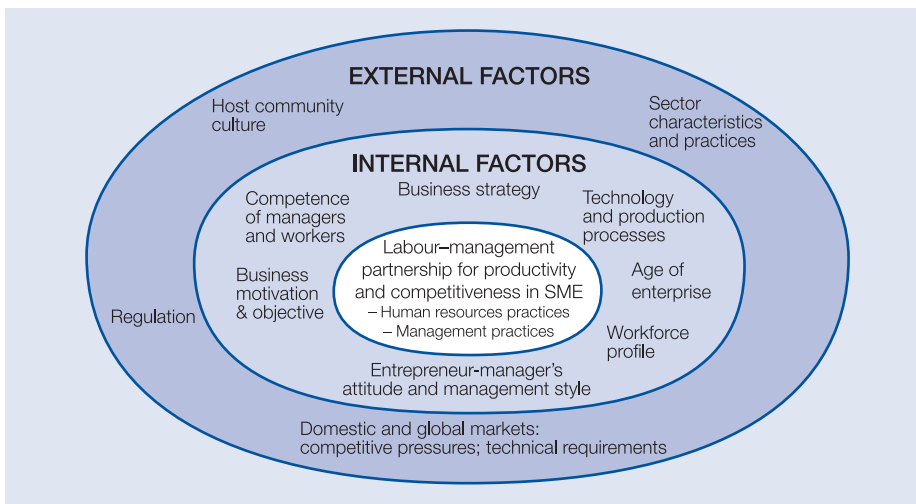 EXTERNAL FACTORS
Host community
culture
Sector
characteristics
and practices
INTERNAL FACTORS
Business strategy
Competence
of managers
and workers
Technology
and production
processes
Labour–management
partnership for productivity
and competitiveness in SME
– Human resources practices
– Management practices
Business
motivation
& objective
Age of
enterprise
Regulation
Workforce
profile
Entrepreneur-manager's
attitude and management style
Domestic and global markets:
competitive pressures; technical requirements